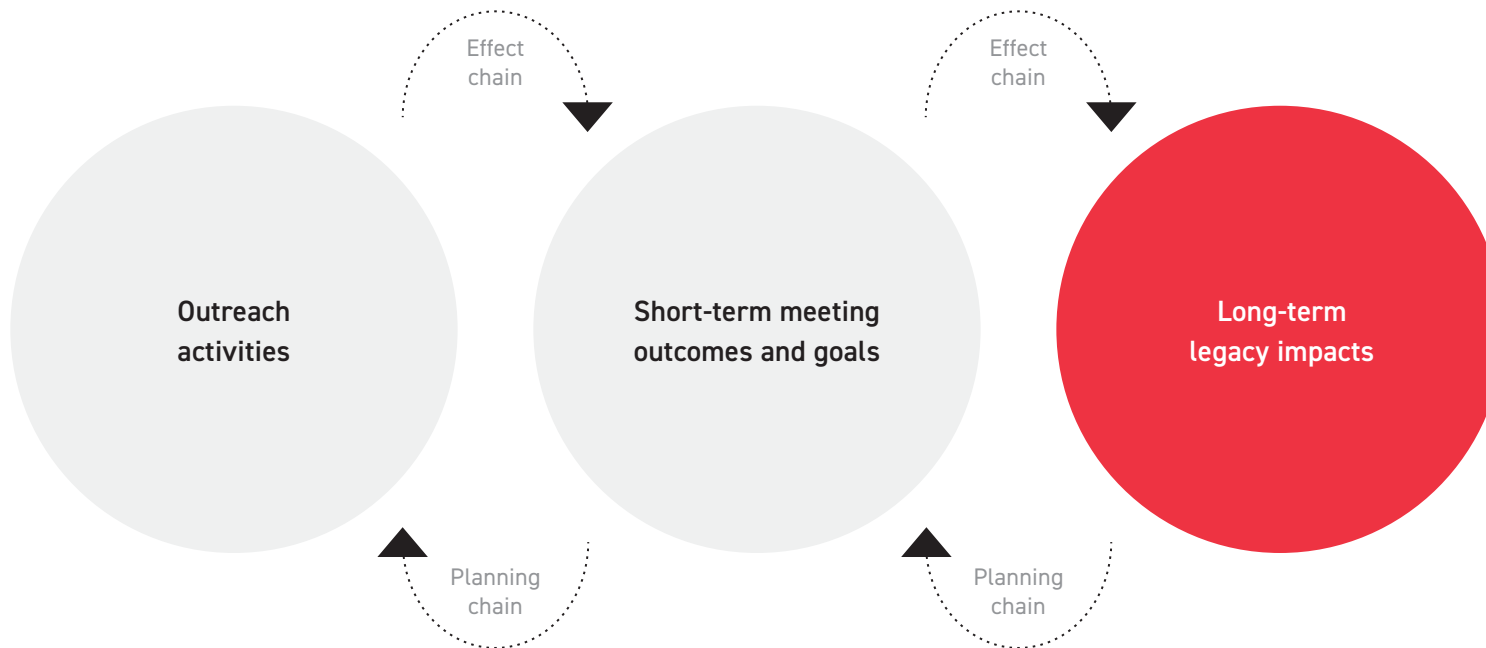 Effect
chain
Effect
chain
Outreach
activities
Short-term meeting
outcomes and goals
Long-term
legacy impacts
Planning
chain
Planning
chain